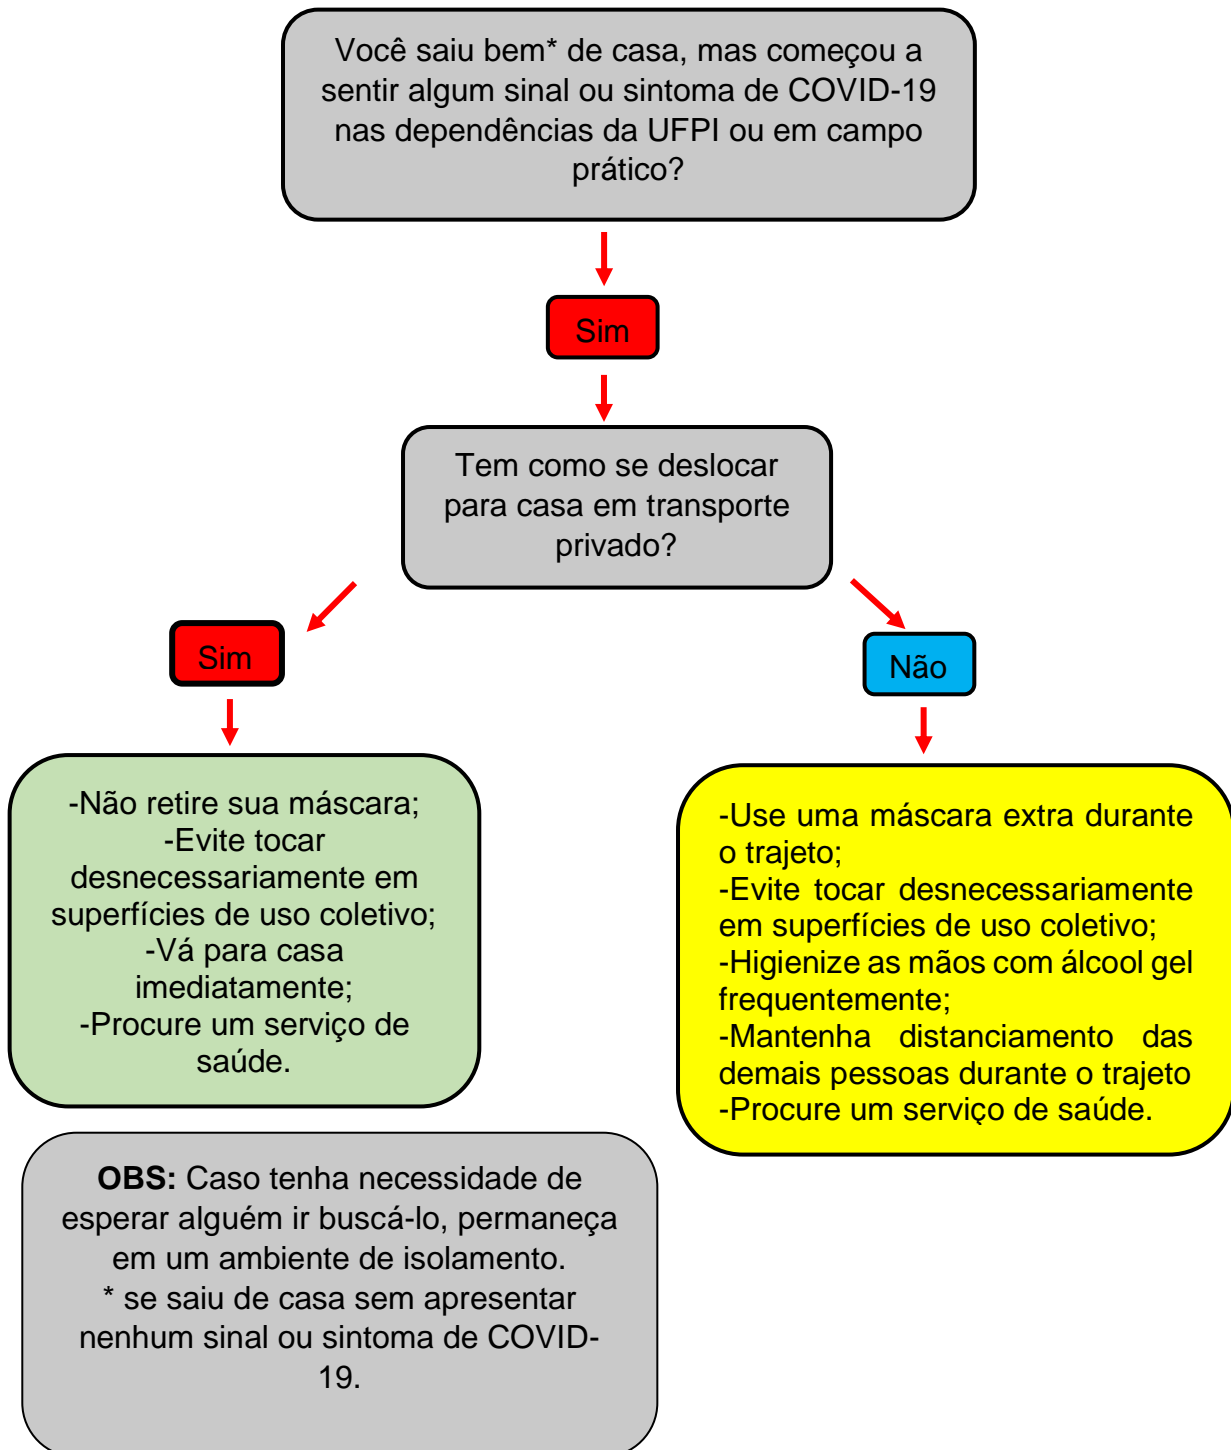 Você saiu bem* de casa, mas começou a
sentir algum sinal ou sintoma de COVID-19
nas dependências da UFPI ou em campo
prático?
Sim
Tem como se deslocar
para casa em transporte
privado?
Sim
Não
-Não retire sua máscara;
-Evite tocar
desnecessariamente em
superfícies de uso coletivo;
-Vá para casa
imediatamente;
-Procure um serviço de
saúde.
-Use uma máscara extra durante
o trajeto;
-Evite tocar desnecessariamente
em superfícies de uso coletivo;
-Higienize as mãos com álcool gel
frequentemente;
-Mantenha distanciamento das
demais pessoas durante o trajeto
-Procure um serviço de saúde.
OBS: Caso tenha necessidade de
esperar alguém ir buscá-lo, permaneça
em um ambiente de isolamento.
* se saiu de casa sem apresentar
nenhum sinal ou sintoma de COVID-
19.